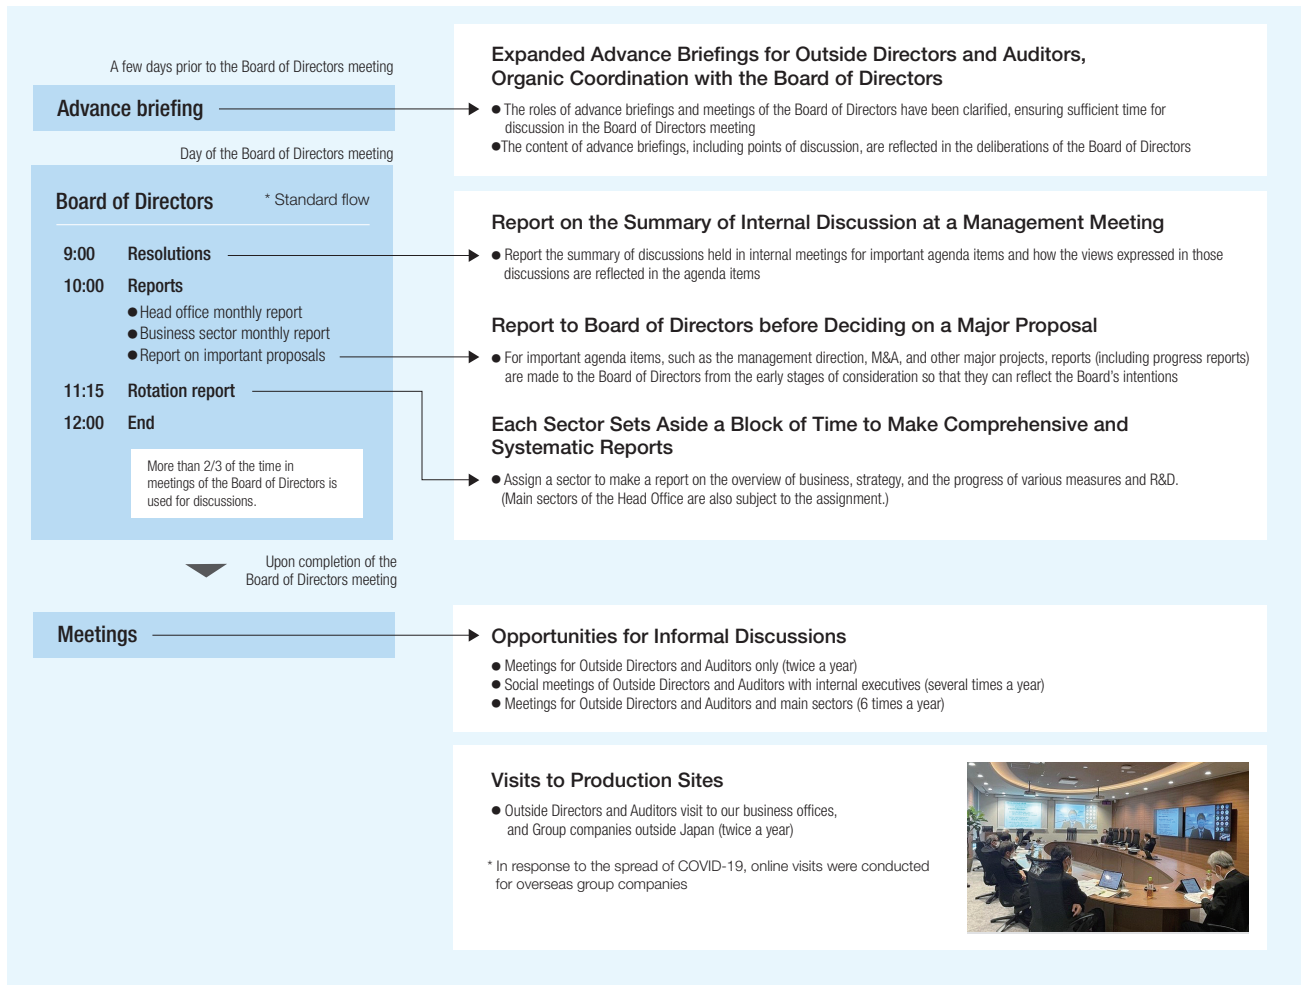 A few days prior to the Board of Directors meeting
Advance briefing
Expanded Advance Briefings for Outside Directors and Auditors,
Organic Coordination with the Board of Directors
● The roles of advance briefings and meetings of the Board of Directors have been clarified, ensuring sufficient time for
discussion in the Board of Directors meeting
●The content of advance briefings, including points of discussion, are reflected in the deliberations of the Board of Directors
Day of the Board of Directors meeting
Board of Directors
* Standard flow
9:00 Resolutions
10:00 Reports
● Head office monthly report
● Business sector monthly report
● Report on important proposals
11:15 Rotation report
12:00 End
More than 2/3 of the time in
meetings of the Board of Directors is
used for discussions.
Report on the Summary of Internal Discussion at a Management Meeting
● Report the summary of discussions held in internal meetings for important agenda items and how the views expressed in those
discussions are reflected in the agenda items
Report to Board of Directors before Deciding on a Major Proposal
● For important agenda items, such as the management direction, M&A, and other major projects, reports (including progress reports)
are made to the Board of Directors from the early stages of consideration so that they can reflect the Board's intentions
Each Sector Sets Aside a Block of Time to Make Comprehensive and
Systematic Reports
● Assign a sector to make a report on the overview of business, strategy, and the progress of various measures and R&D.
(Main sectors of the Head Office are also subject to the assignment.)
Upon completion of the
Board of Directors meeting
Meetings
Opportunities for Informal Discussions
● Meetings for Outside Directors and Auditors only (twice a year)
● Social meetings of Outside Directors and Auditors with internal executives (several times a year)
● Meetings for Outside Directors and Auditors and main sectors (6 times a year)
Visits to Production Sites
● Outside Directors and Auditors visit to our business offices,
and Group companies outside Japan (twice a year)
* In response to the spread of COVID-19, online visits were conducted
for overseas group companies